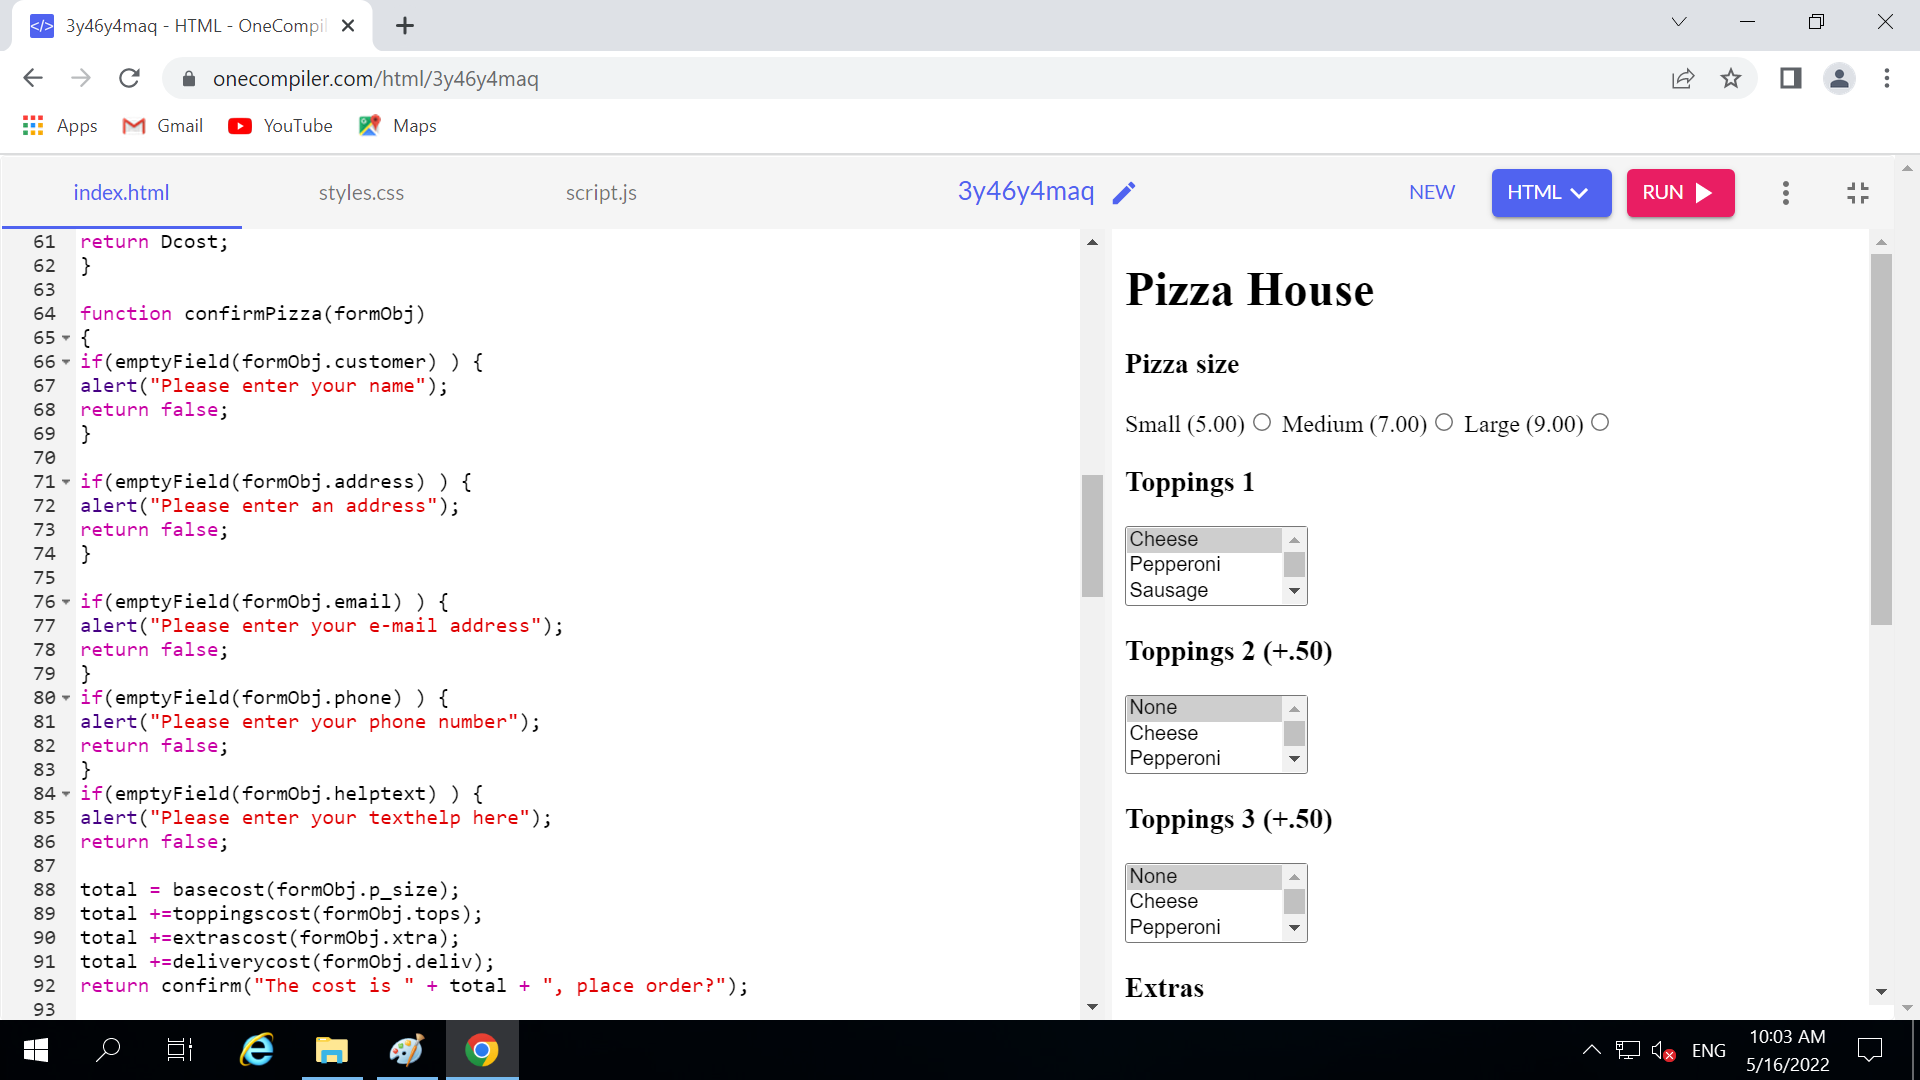 3y46y4maq - HTML - OneCompil
onecompiler.com/html/3y46y4maq
Apps Gmail YouTube Maps
index.html styles.css script.js 3y46y4maq NEW HTML RUN
61 return Dcost;
62 }
63
64 function confirmPizza(formObj)
65 {
66 if(emptyField(formObj.customer) ) {
67 alert("Please enter your name");
68 return false;
69 }
70
71 if(emptyField(formObj.address) ) {
72 alert("Please enter an address");
73 return false;
74 }
75
76 if(emptyField(formObj.email) ) {
77 alert("Please enter your e-mail address");
78 return false;
79 }
80 if(emptyField(formObj.phone) ) {
81 alert("Please enter your phone number");
82 return false;
83 }
84 if(emptyField(formObj.helptext) ) {
85 alert("Please enter your texthelp here");
86 return false;
87
88 total = basecost(formObj.p_size);
89 total +=toppingscost(formObj.tops);
90 total +=extrascost(formObj.xtra);
91 total +=deliverycost(formObj.deliv);
92 return confirm("The cost is " + total + ", place order?");
93
Pizza House
Pizza size
Small (5.00) Medium (7.00) Large (9.00)
Toppings 1
Cheese
Pepperoni
Sausage
Toppings 2 (+.50)
None
Cheese
Pepperoni
Toppings 3 (+.50)
None
Cheese
Pepperoni
Extras
ENG
10:03 AM
5/16/2022